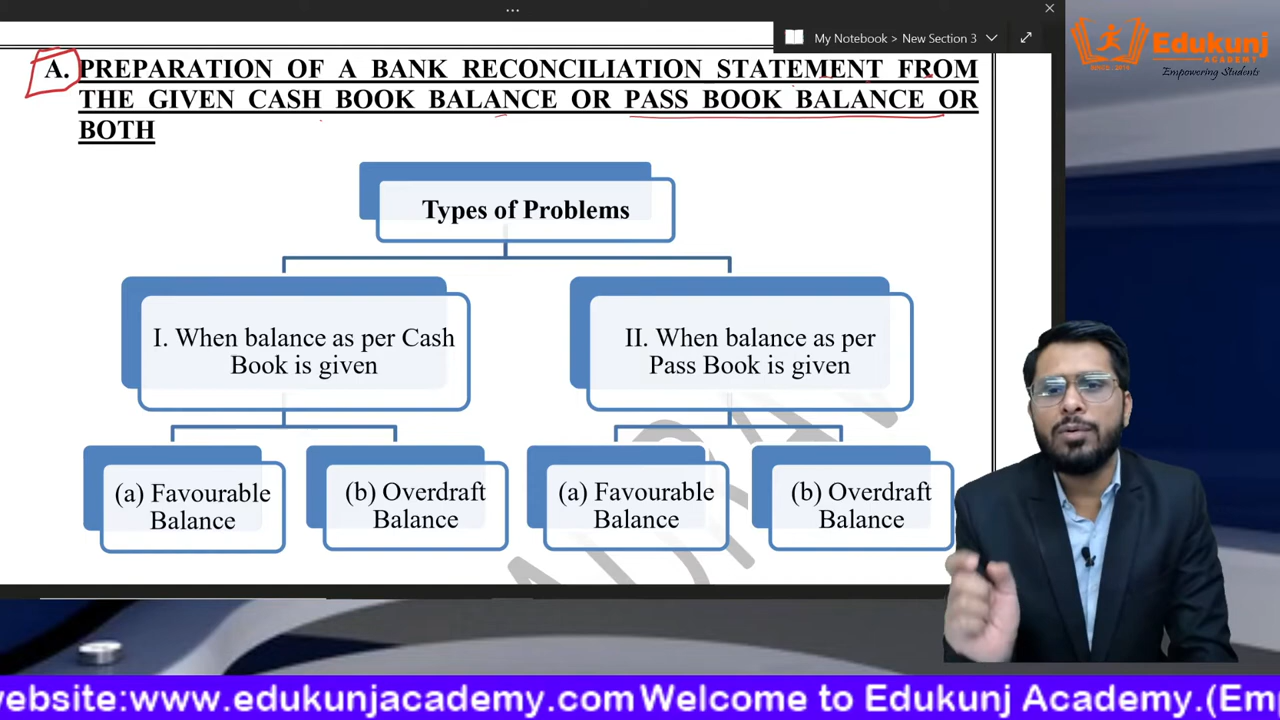 ...
My Notebook > New Section 3
Edukunj
ACADEMY
Empowering Students
A. PREPARATION OF A BANK RECONCILIATION STATEMENT FROM
THE GIVEN CASH BOOK BALANCE OR PASS BOOK BALANCE OR
BOTH
Types of Problems
I. When balance as per Cash
Book is given
II. When balance as per
Pass Book is given
(a) Favourable
Balance
(b) Overdraft
Balance
(a) Favourable
Balance
(b) Overdraft
Balance
website:www.edukunjacademy.com Welcome to Edukunj Academy.(Emp